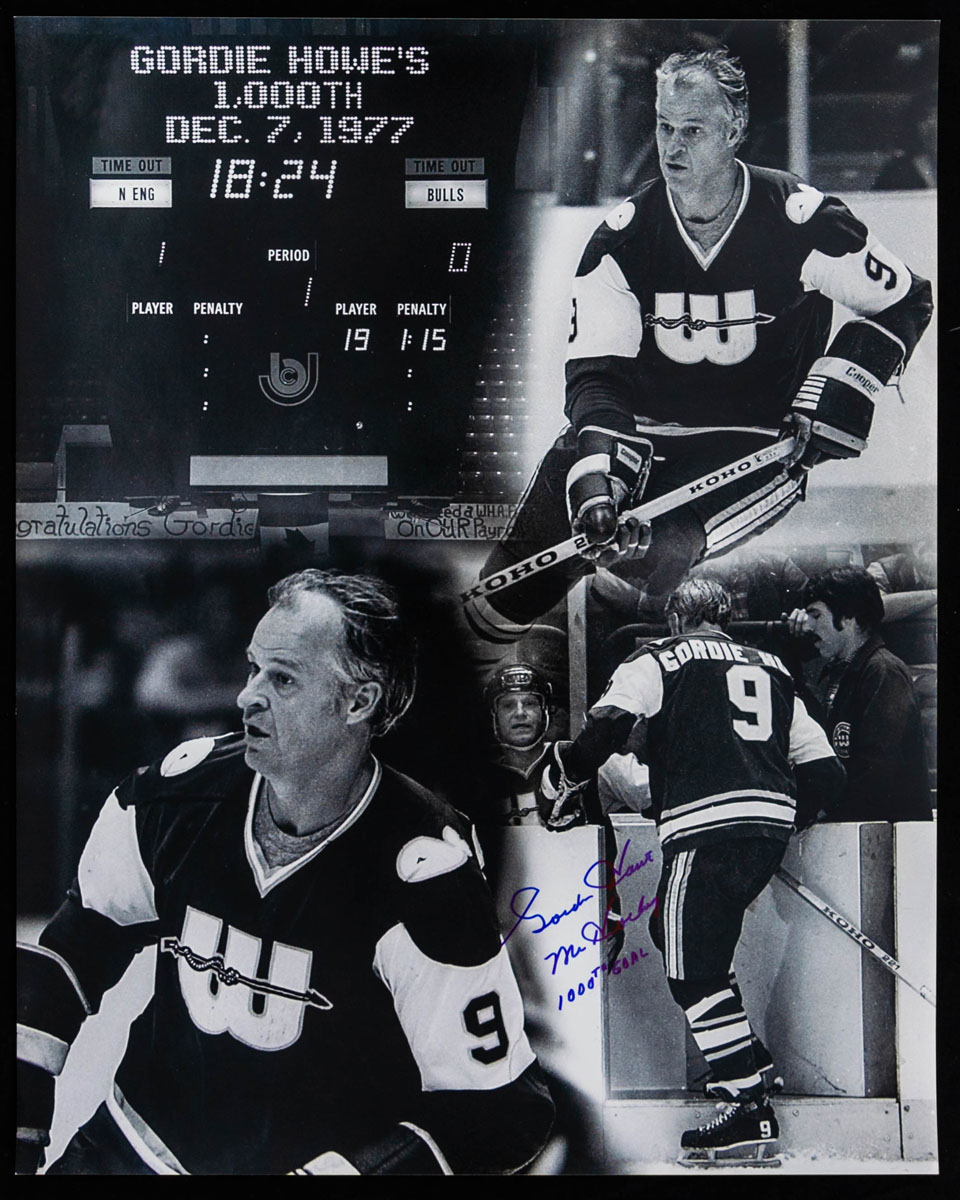 GORDIE HOWE'S
1,000TH
DEC. 7, 1977
TIME OUT TIME OUT
N ENG 18:24 BULLS
1 PERIOD 0
1
PLAYER PENALTY PLAYER PENALTY
: 19 1:15
: :
: :
gratulations Gordie
On OUR Payr
9
9
Cooper
Cooper
KOHO
KOHO
GORDIE H
9
Gordie Howe
Mr Hockey
1000TH GOAL
KOHO 221
9
9